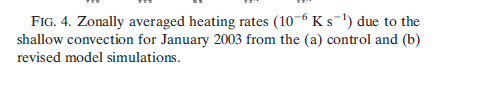 FIG. 4. Zonally averaged heating rates (10⁻⁶ K s⁻¹) due to the
shallow convection for January 2003 from the (a) control and (b)
revised model simulations.